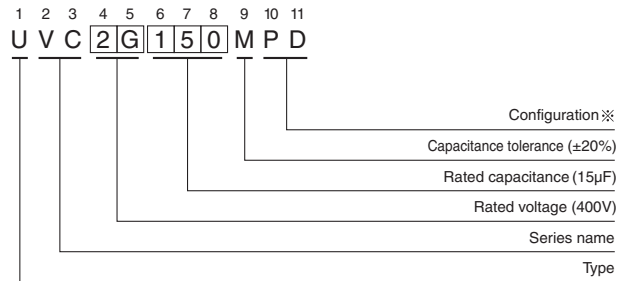 1 2 3 4 5 6 7 8 9 10 11
U V C 2 G 1 5 0 M P D
Configuration※
Capacitance tolerance (±20%)
Rated capacitance (15µF)
Rated voltage (400V)
Series name
Type